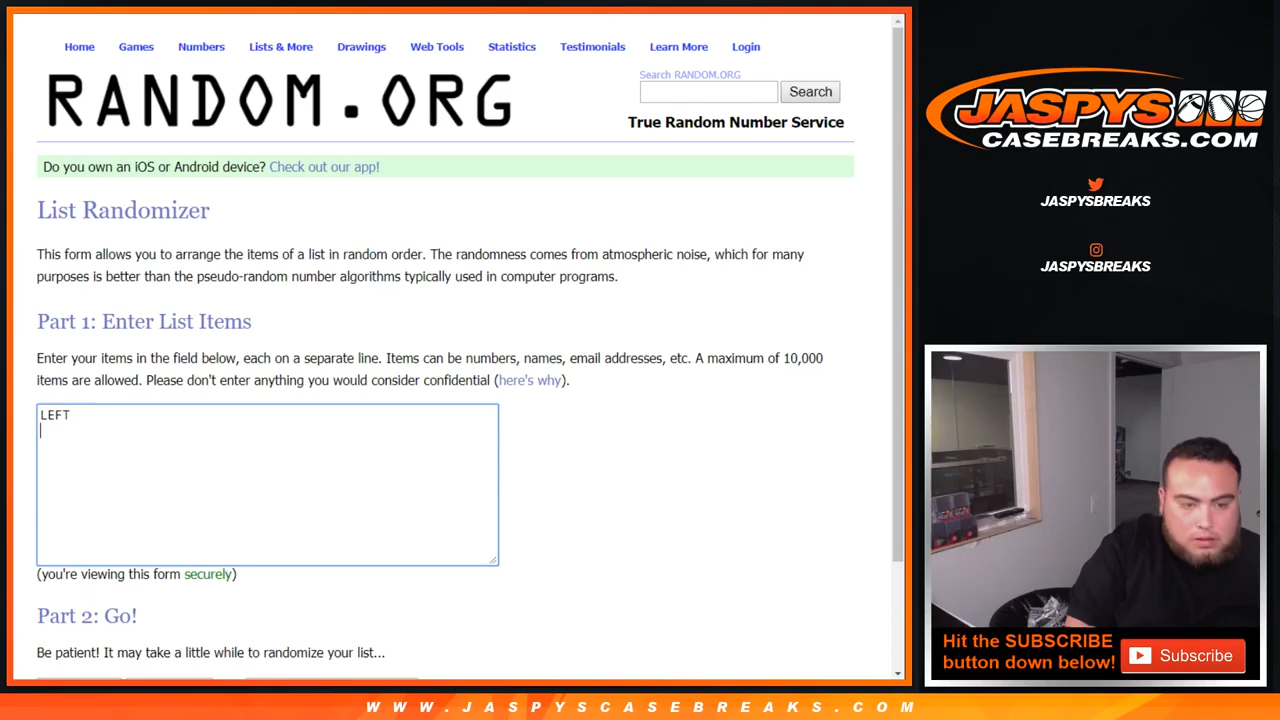 Home Games Numbers Lists & More Drawings Web Tools Statistics Testimonials Learn More Login
RANDOM.ORG
Search RANDOM.ORG
Search
True Random Number Service
Do you own an iOS or Android device? Check out our app!
List Randomizer
This form allows you to arrange the items of a list in random order. The randomness comes from atmospheric noise, which for many
purposes is better than the pseudo-random number algorithms typically used in computer programs.
Part 1: Enter List Items
Enter your items in the field below, each on a separate line. Items can be numbers, names, email addresses, etc. A maximum of 10,000
items are allowed. Please don't enter anything you would consider confidential (here's why).
LEFT
(you're viewing this form securely)
Part 2: Go!
Be patient! It may take a little while to randomize your list...
JASPYS
CASEBREAKS.COM
JASPYSBREAKS
JASPYSBREAKS
Hit the SUBSCRIBE
button down below!
Subscribe
WWW.JASPYSCASEBREAKS.COM